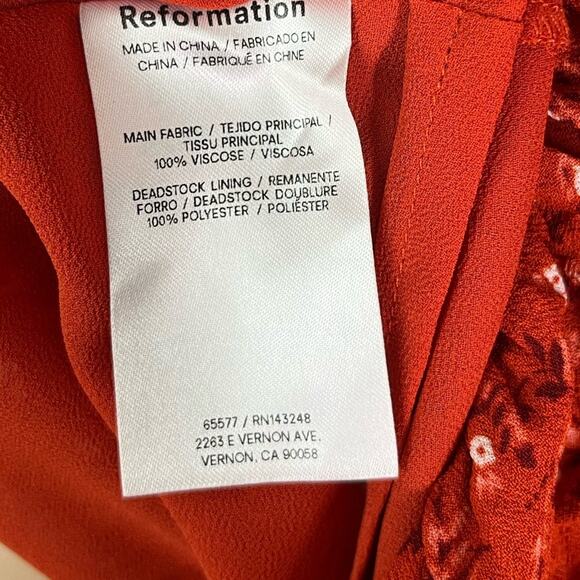 Reformation
MADE IN CHINA / FABRICADO EN
CHINA / FABRIQUÉ EN CHINE
MAIN FABRIC / TEJIDO PRINCIPAL /
TISSU PRINCIPAL
100% VISCOSE / VISCOSA
DEADSTOCK LINING / REMANENTE
FORRO / DEADSTOCK DOUBLURE
100% POLYESTER / POLIÉSTER
65577 / RN143248
2263 E VERNON AVE,
VERNON, CA 90058